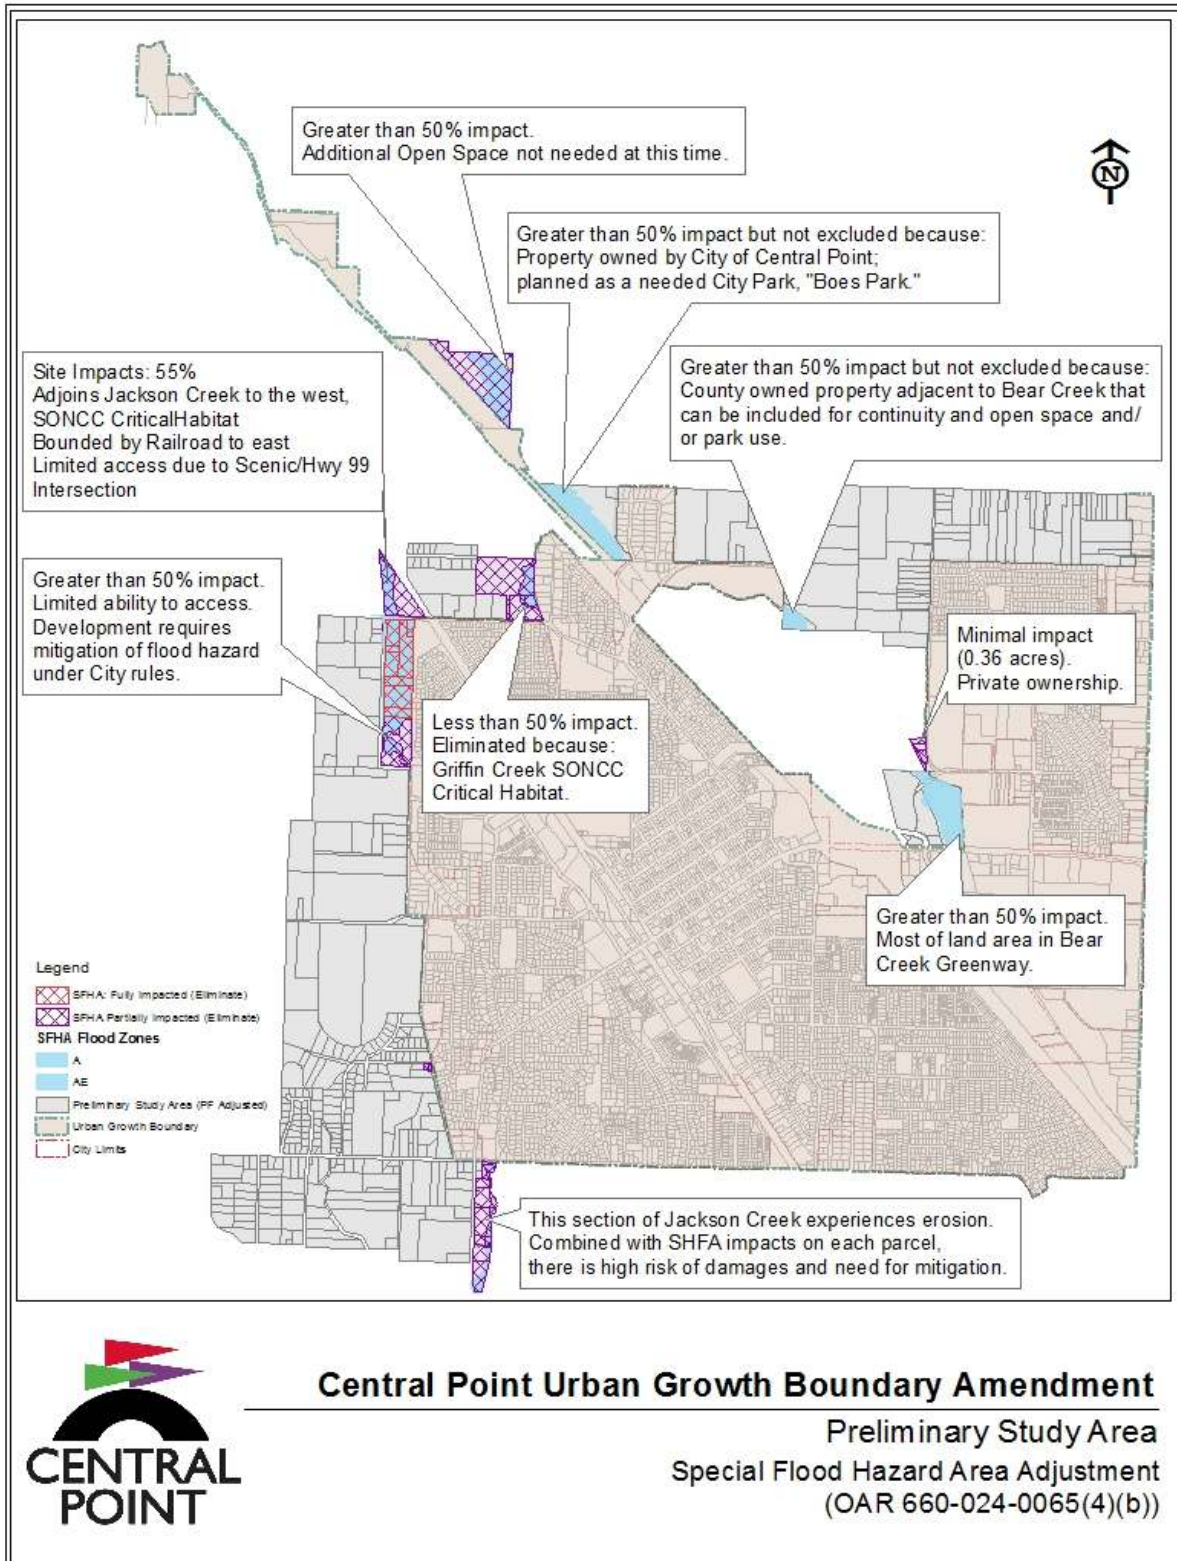 Greater than 50% impact.
Additional Open Space not needed at this time.
N
Greater than 50% impact but not excluded because:
Property owned by City of Central Point;
planned as a needed City Park, "Boes Park."
Site Impacts: 55%
Adjoins Jackson Creek to the west,
SONCC CriticalHabitat
Bounded by Railroad to east
Limited access due to Scenic/Hwy 99
Intersection
Greater than 50% impact but not excluded because:
County owned property adjacent to Bear Creek that
can be included for continuity and open space and/
or park use.
Greater than 50% impact.
Limited ability to access.
Development requires
mitigation of flood hazard
under City rules.
Minimal impact
(0.36 acres).
Private ownership.
Less than 50% impact.
Eliminated because:
Griffin Creek SONCC
Critical Habitat.
Greater than 50% impact.
Most of land area in Bear
Creek Greenway.
Legend
SFHA: Fully Impacted (Eliminate)
SFHA Partially Impacted (Eliminate)
SFHA Flood Zones
A
AE
Preliminary Study Area (PF Adjusted)
Urban Growth Boundary
City Limits
This section of Jackson Creek experiences erosion.
Combined with SHFA impacts on each parcel,
there is high risk of damages and need for mitigation.
CENTRAL
POINT
Central Point Urban Growth Boundary Amendment
Preliminary Study Area
Special Flood Hazard Area Adjustment
(OAR 660-024-0065(4)(b))